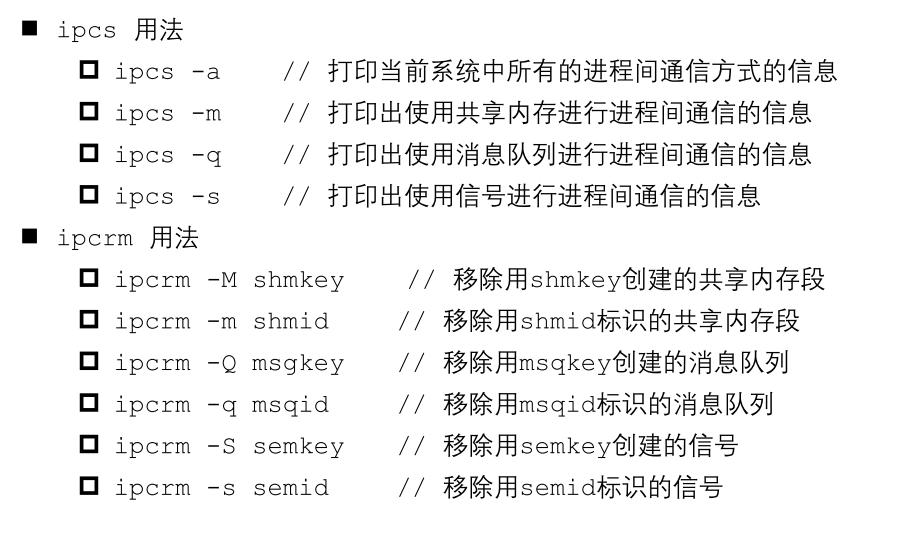 ■ ipcs 用法
□ ipcs -a // 打印当前系统中所有的进程间通信方式的信息
□ ipcs -m // 打印出使用共享内存进行进程间通信的信息
□ ipcs -q // 打印出使用消息队列进行进程间通信的信息
□ ipcs -s // 打印出使用信号进行进程间通信的信息
■ ipcrm 用法
□ ipcrm -M shmkey // 移除用shmkey创建的共享内存段
□ ipcrm -m shmid // 移除用shmid标识的共享内存段
□ ipcrm -Q msgkey // 移除用msqkey创建的消息队列
□ ipcrm -q msqid // 移除用msqid标识的消息队列
□ ipcrm -S semkey // 移除用semkey创建的信号
□ ipcrm -s semid // 移除用semid标识的信号